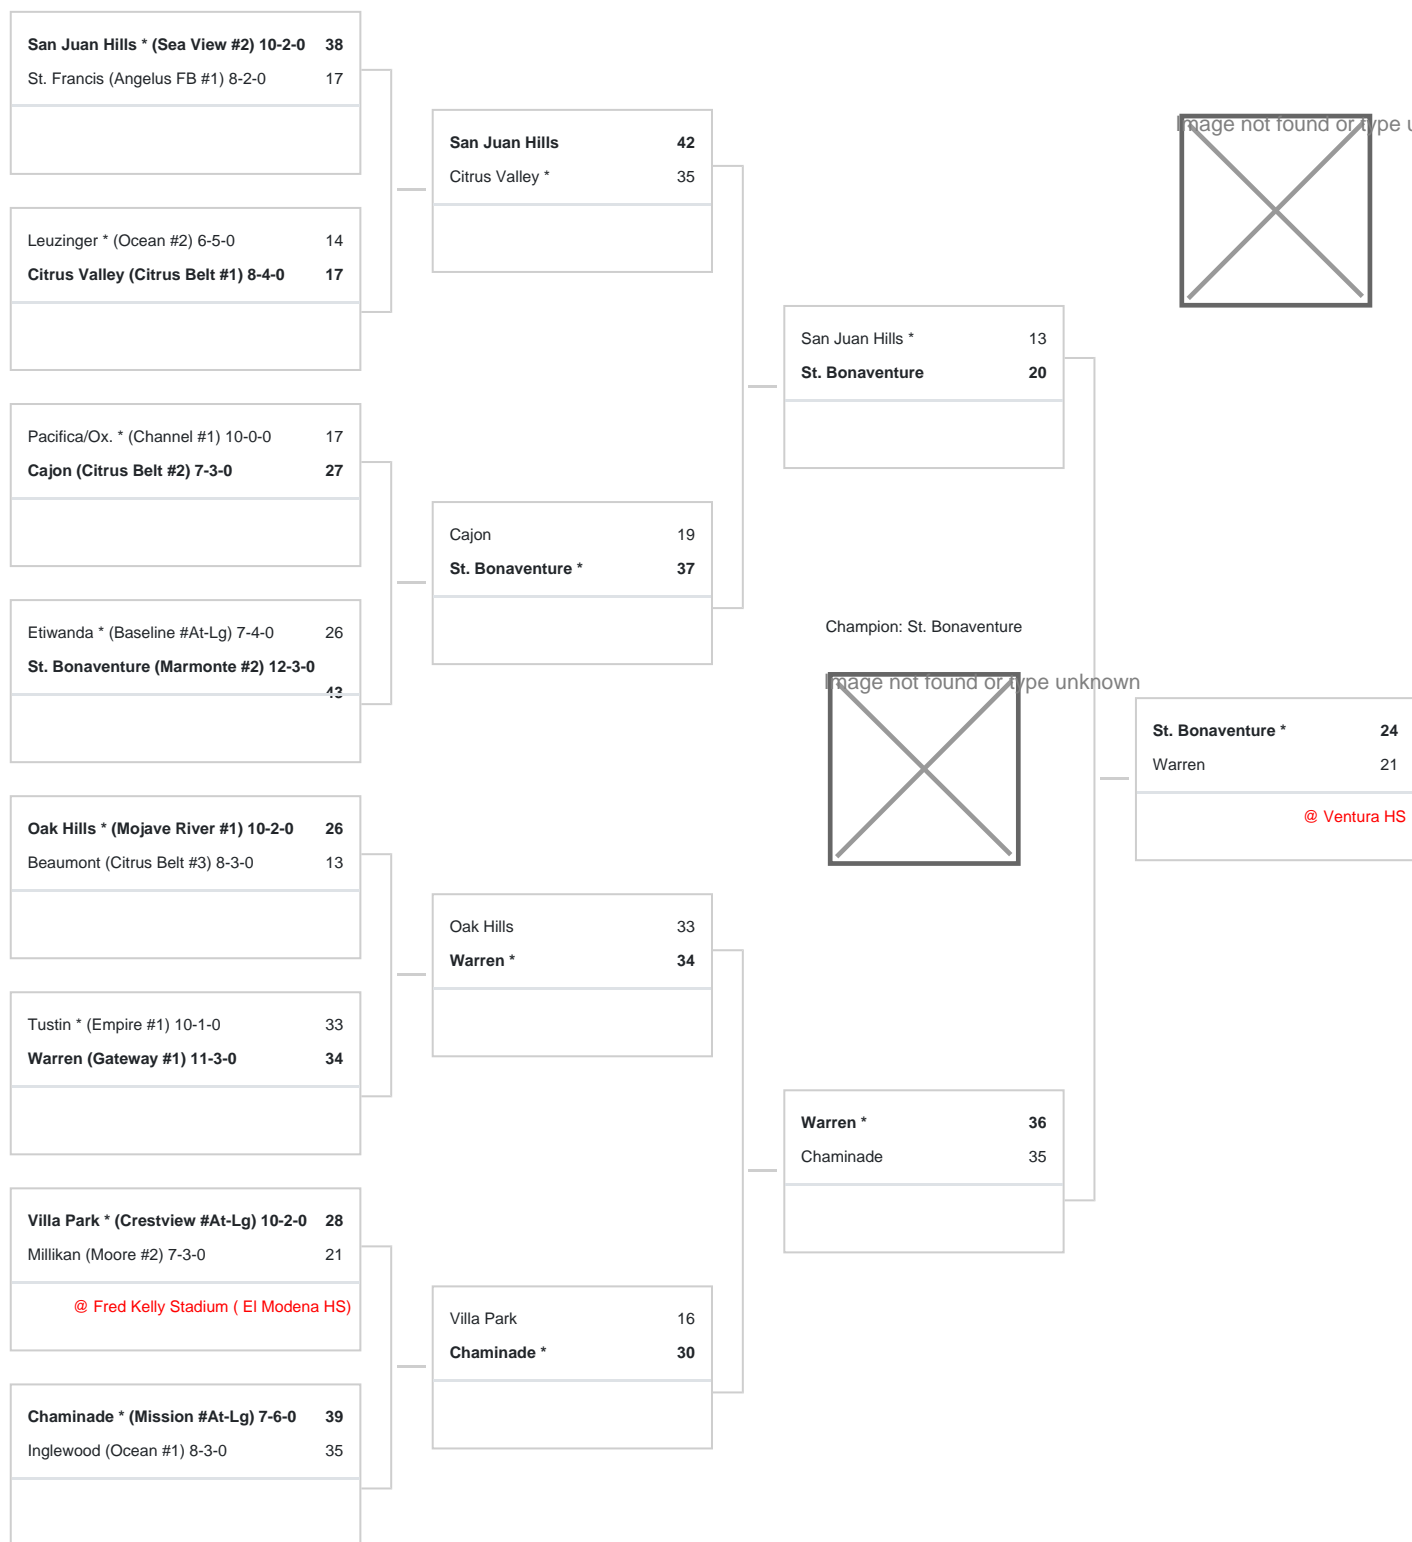 San Juan Hills * (Sea View #2) 10-2-0 38
St. Francis (Angelus FB #1) 8-2-0 17
Leuzinger * (Ocean #2) 6-5-0 14
Citrus Valley (Citrus Belt #1) 8-4-0 17
Pacifica/Ox. * (Channel #1) 10-0-0 17
Cajon (Citrus Belt #2) 7-3-0 27
Etiwanda * (Baseline #At-Lg) 7-4-0 26
St. Bonaventure (Marmonte #2) 12-3-0
43
Oak Hills * (Mojave River #1) 10-2-0 26
Beaumont (Citrus Belt #3) 8-3-0 13
Tustin * (Empire #1) 10-1-0 33
Warren (Gateway #1) 11-3-0 34
Villa Park * (Crestview #At-Lg) 10-2-0 28
Millikan (Moore #2) 7-3-0 21
@ Fred Kelly Stadium ( El Modena HS)
Chaminade * (Mission #At-Lg) 7-6-0 39
Inglewood (Ocean #1) 8-3-0 35
San Juan Hills 42
Citrus Valley * 35
Cajon 19
St. Bonaventure * 37
Oak Hills 33
Warren * 34
Villa Park 16
Chaminade * 30
San Juan Hills * 13
St. Bonaventure 20
Champion: St. Bonaventure
Image not found or type unknown
Warren * 36
Chaminade 35
Image not found or type u
St. Bonaventure * 24
Warren 21
@ Ventura HS